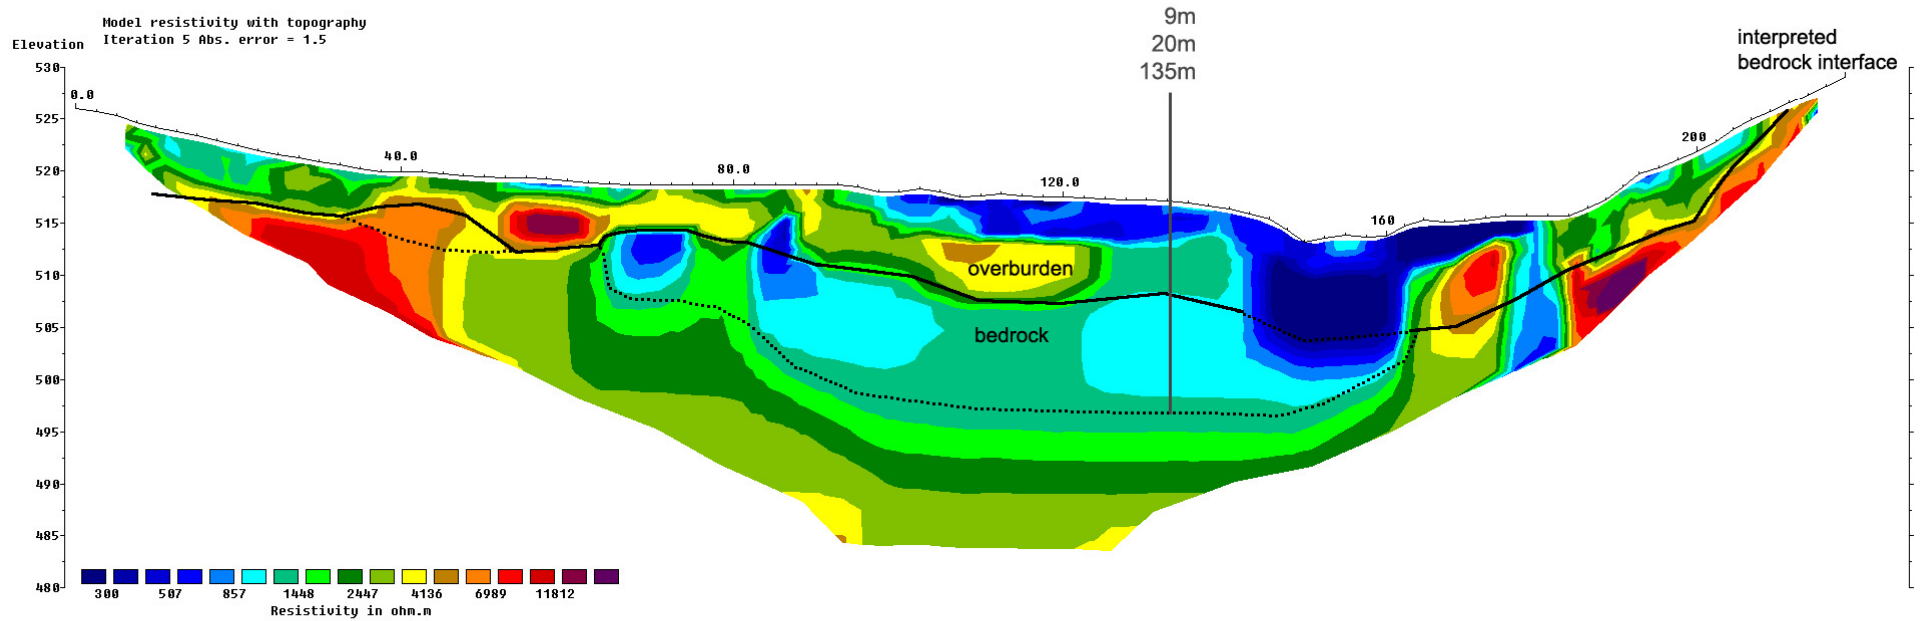 Model resistivity with topography
Iteration 5 Abs. error = 1.5
Elevation
9m
20m
135m
interpreted
bedrock interface
530
525
520
515
510
505
500
495
490
485
480
0.0
40.0
80.0
120.0
160
200
overburden
bedrock
300 507 857 1448 2447 4136 6989 11812
Resistivity in ohm.m